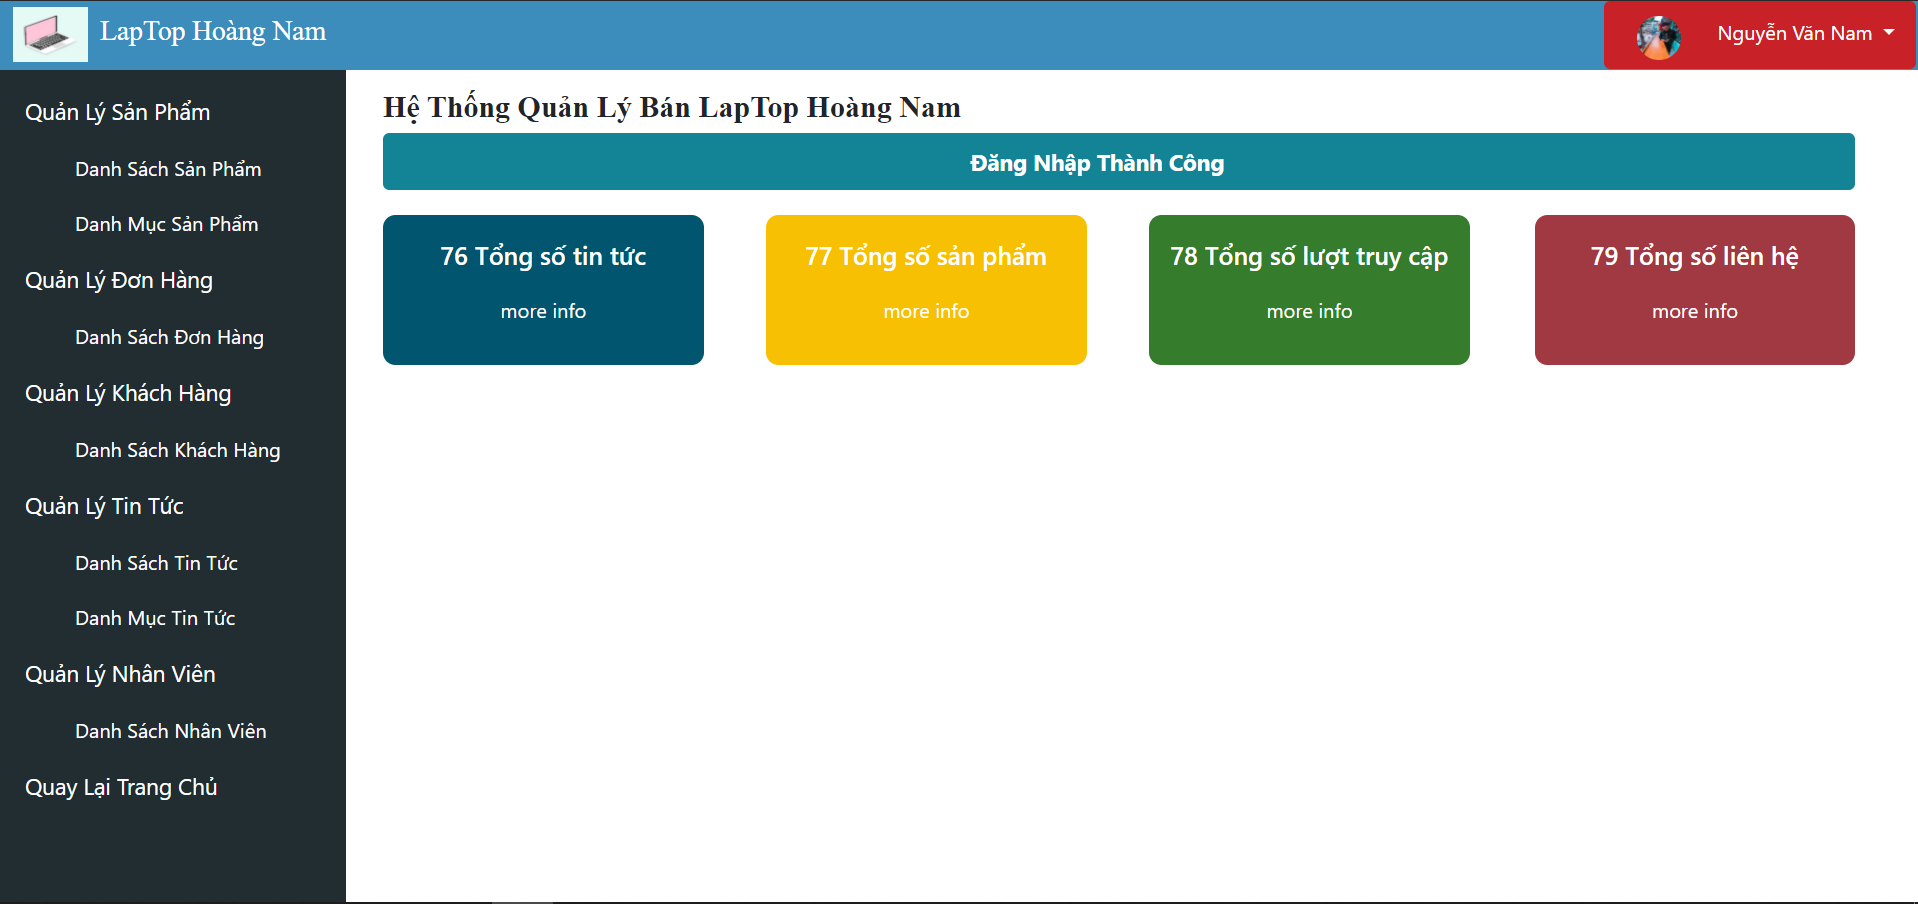 LapTop Hoàng Nam
Nguyễn Văn Nam
Quản Lý Sản Phẩm
Danh Sách Sản Phẩm
Danh Mục Sản Phẩm
Quản Lý Đơn Hàng
Danh Sách Đơn Hàng
Quản Lý Khách Hàng
Danh Sách Khách Hàng
Quản Lý Tin Tức
Danh Sách Tin Tức
Danh Mục Tin Tức
Quản Lý Nhân Viên
Danh Sách Nhân Viên
Quay Lại Trang Chủ
Hệ Thống Quản Lý Bán LapTop Hoàng Nam
Đăng Nhập Thành Công
76 Tổng số tin tức
more info
77 Tổng số sản phẩm
more info
78 Tổng số lượt truy cập
more info
79 Tổng số liên hệ
more info